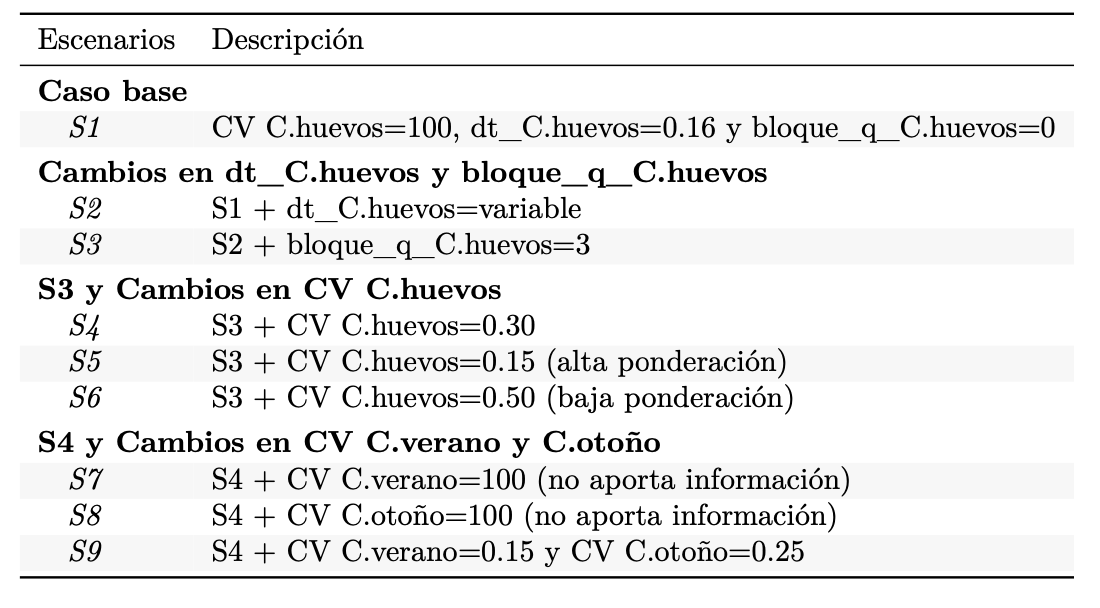 Escenarios Descripción
Caso base
S1 CV C.huevos=100, dt_C.huevos=0.16 y bloque_q_C.huevos=0
Cambios en dt_C.huevos y bloque_q_C.huevos
S2 S1 + dt_C.huevos=variable
S3 S2 + bloque_q_C.huevos=3
S3 y Cambios en CV C.huevos
S4 S3 + CV C.huevos=0.30
S5 S3 + CV C.huevos=0.15 (alta ponderación)
S6 S3 + CV C.huevos=0.50 (baja ponderación)
S4 y Cambios en CV C.verano y C.otoño
S7 S4 + CV C.verano=100 (no aporta información)
S8 S4 + CV C.otoño=100 (no aporta información)
S9 S4 + CV C.verano=0.15 y CV C.otoño=0.25